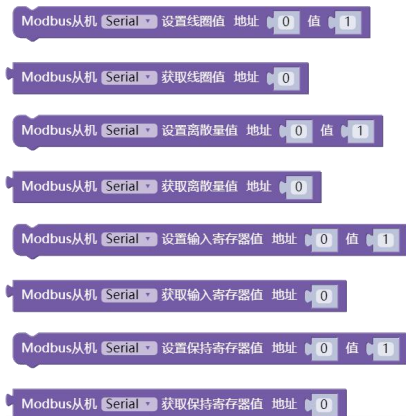 Modbus从机 Serial 设置线圈值 地址 0 值 1
Modbus从机 Serial 获取线圈值 地址 0
Modbus从机 Serial 设置离散量值 地址 0 值 1
Modbus从机 Serial 获取离散量值 地址 0
Modbus从机 Serial 设置输入寄存器值 地址 0 值 1
Modbus从机 Serial 获取输入寄存器值 地址 0
Modbus从机 Serial 设置保持寄存器值 地址 0 值 1
Modbus从机 Serial 获取保持寄存器值 地址 0